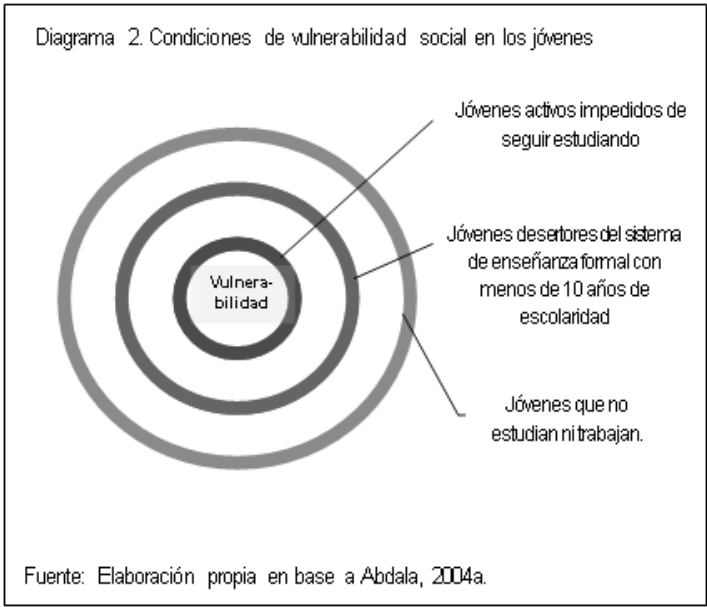 Diagrama 2. Condiciones de vulnerabilidad social en los jóvenes
Jóvenes activos impedidos de
seguir estudiando
Jóvenes desertores del sistema
de enseñanza formal con
menos de 10 años de
escolaridad
Vulnera-
bilidad
Jóvenes que no
estudian ni trabajan.
Fuente: Elaboración propia en base a Abdala, 2004a.